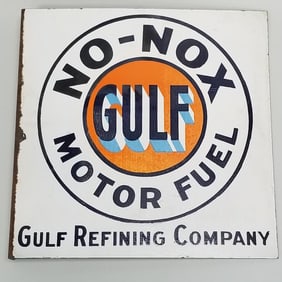 NO-NOX
GULF
MOTOR FUEL
GULF REFINING COMPANY